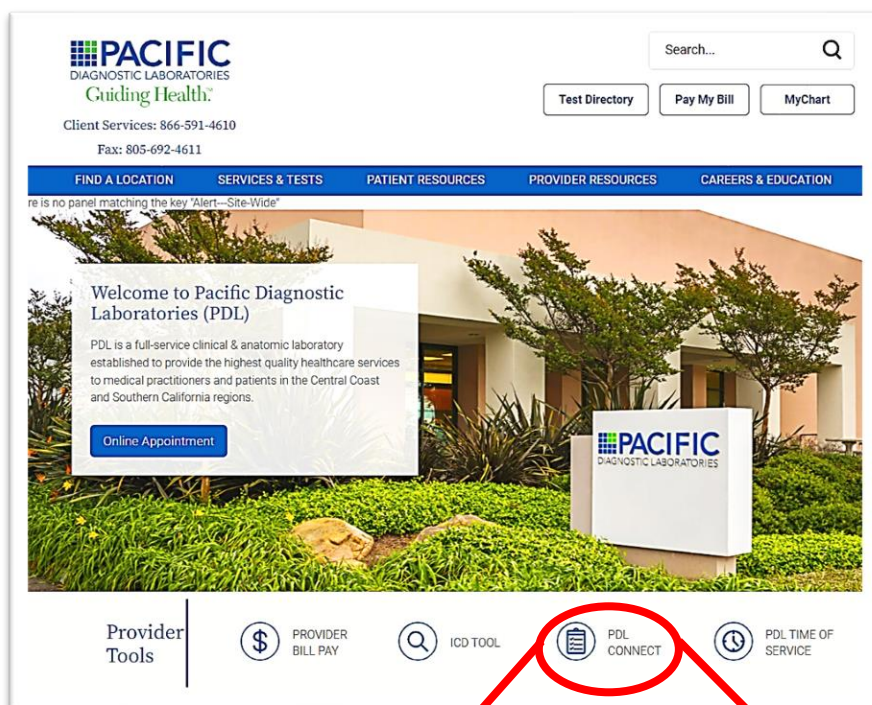 PACIFIC
DIAGNOSTIC LABORATORIES
Guiding Health.™
Client Services: 866-591-4610
Fax: 805-692-4611
Search...
Test Directory
Pay My Bill
MyChart
FIND A LOCATION
SERVICES & TESTS
PATIENT RESOURCES
PROVIDER RESOURCES
CAREERS & EDUCATION
re is no panel matching the key "Alert---Site-Wide"
Welcome to Pacific Diagnostic
Laboratories (PDL)
PDL is a full-service clinical & anatomic laboratory
established to provide the highest quality healthcare services
to medical practitioners and patients in the Central Coast
and Southern California regions.
Online Appointment
PACIFIC
DIAGNOSTIC LABORATORIES
Provider
Tools
$
PROVIDER
BILL PAY
ICD TOOL
PDL
CONNECT
PDL TIME OF
SERVICE